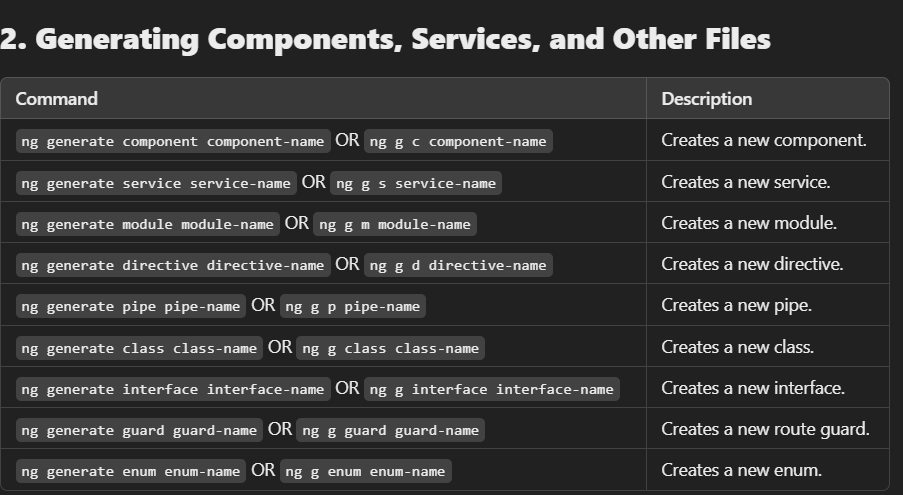 2. Generating Components, Services, and Other Files
Command Description
ng generate component component-name OR ng g c component-name Creates a new component.
ng generate service service-name OR ng g s service-name Creates a new service.
ng generate module module-name OR ng g m module-name Creates a new module.
ng generate directive directive-name OR ng g d directive-name Creates a new directive.
ng generate pipe pipe-name OR ng g p pipe-name Creates a new pipe.
ng generate class class-name OR ng g class class-name Creates a new class.
ng generate interface interface-name OR ng g interface interface-name Creates a new interface.
ng generate guard guard-name OR ng g guard guard-name Creates a new route guard.
ng generate enum enum-name OR ng g enum enum-name Creates a new enum.